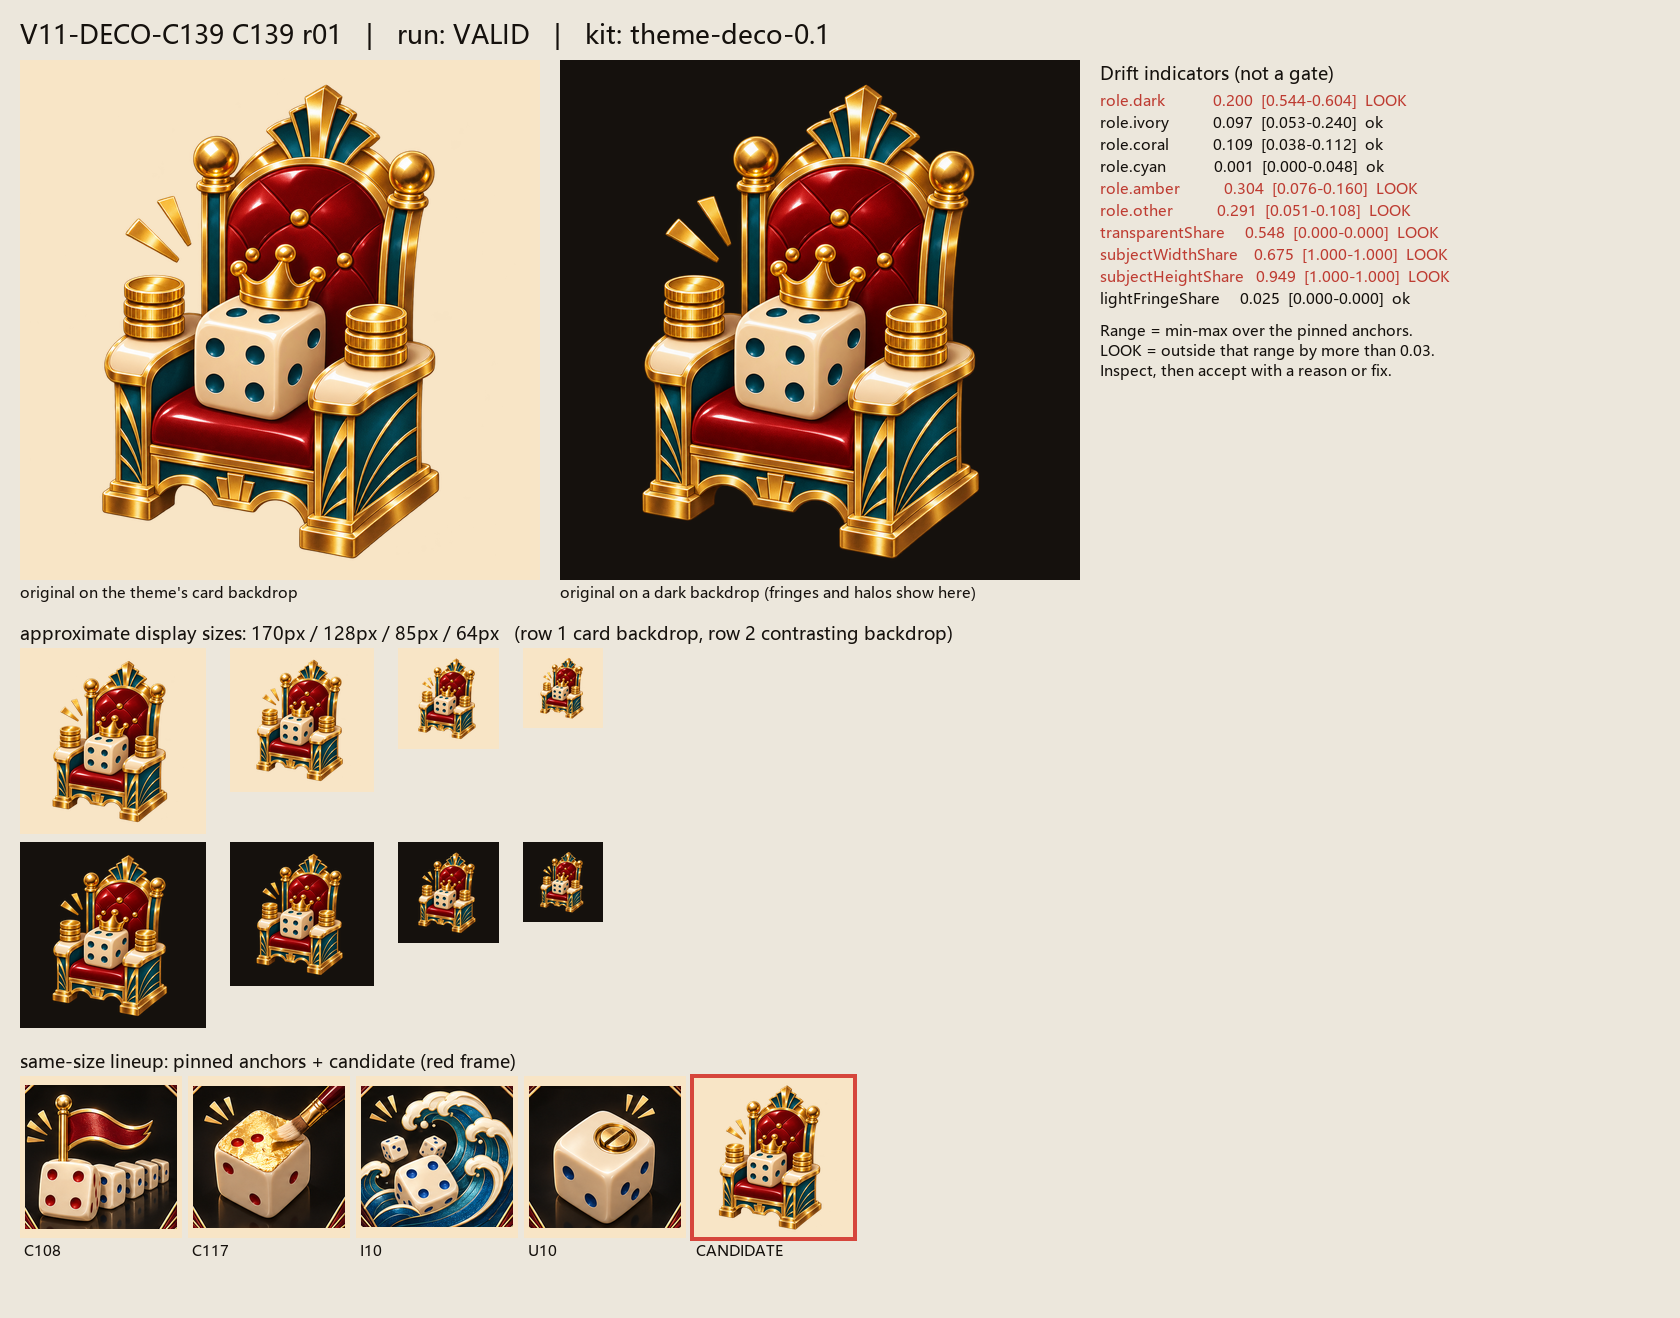 V11-DECO-C139 C139 r01 | run: VALID | kit: theme-deco-0.1
Drift indicators (not a gate)
role.dark 0.200 [0.544-0.604] LOOK
role.ivory 0.097 [0.053-0.240] ok
role.coral 0.109 [0.038-0.112] ok
role.cyan 0.001 [0.000-0.048] ok
role.amber 0.304 [0.076-0.160] LOOK
role.other 0.291 [0.051-0.108] LOOK
transparentShare 0.548 [0.000-0.000] LOOK
subjectWidthShare 0.675 [1.000-1.000] LOOK
subjectHeightShare 0.949 [1.000-1.000] LOOK
lightFringeShare 0.025 [0.000-0.000] ok
Range = min-max over the pinned anchors.
LOOK = outside that range by more than 0.03.
Inspect, then accept with a reason or fix.
original on the theme's card backdrop
original on a dark backdrop (fringes and halos show here)
approximate display sizes: 170px / 128px / 85px / 64px (row 1 card backdrop, row 2 contrasting backdrop)
same-size lineup: pinned anchors + candidate (red frame)
C108
C117
I10
U10
CANDIDATE